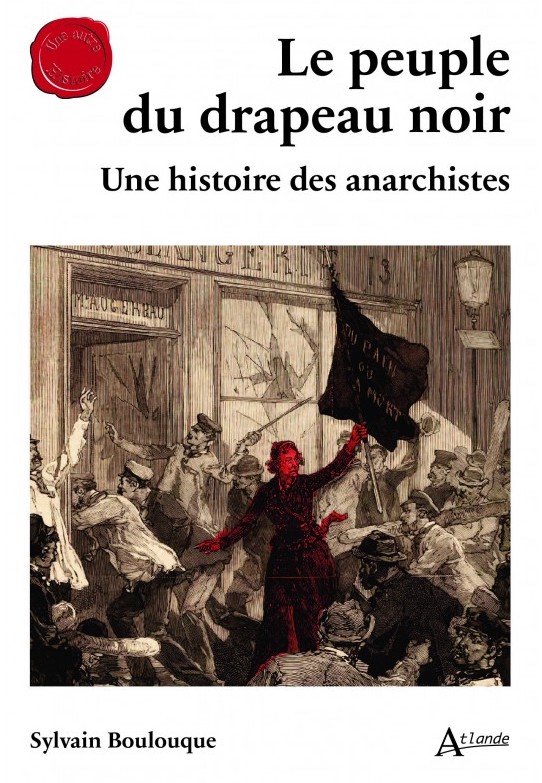 Une autre
Histoire
Le peuple
du drapeau noir
Une histoire des anarchistes
BOULANGERIE 13
M. AUGEREAU
DU PAIN
OU
LA MORT
Sylvain Boulouque
Atlande